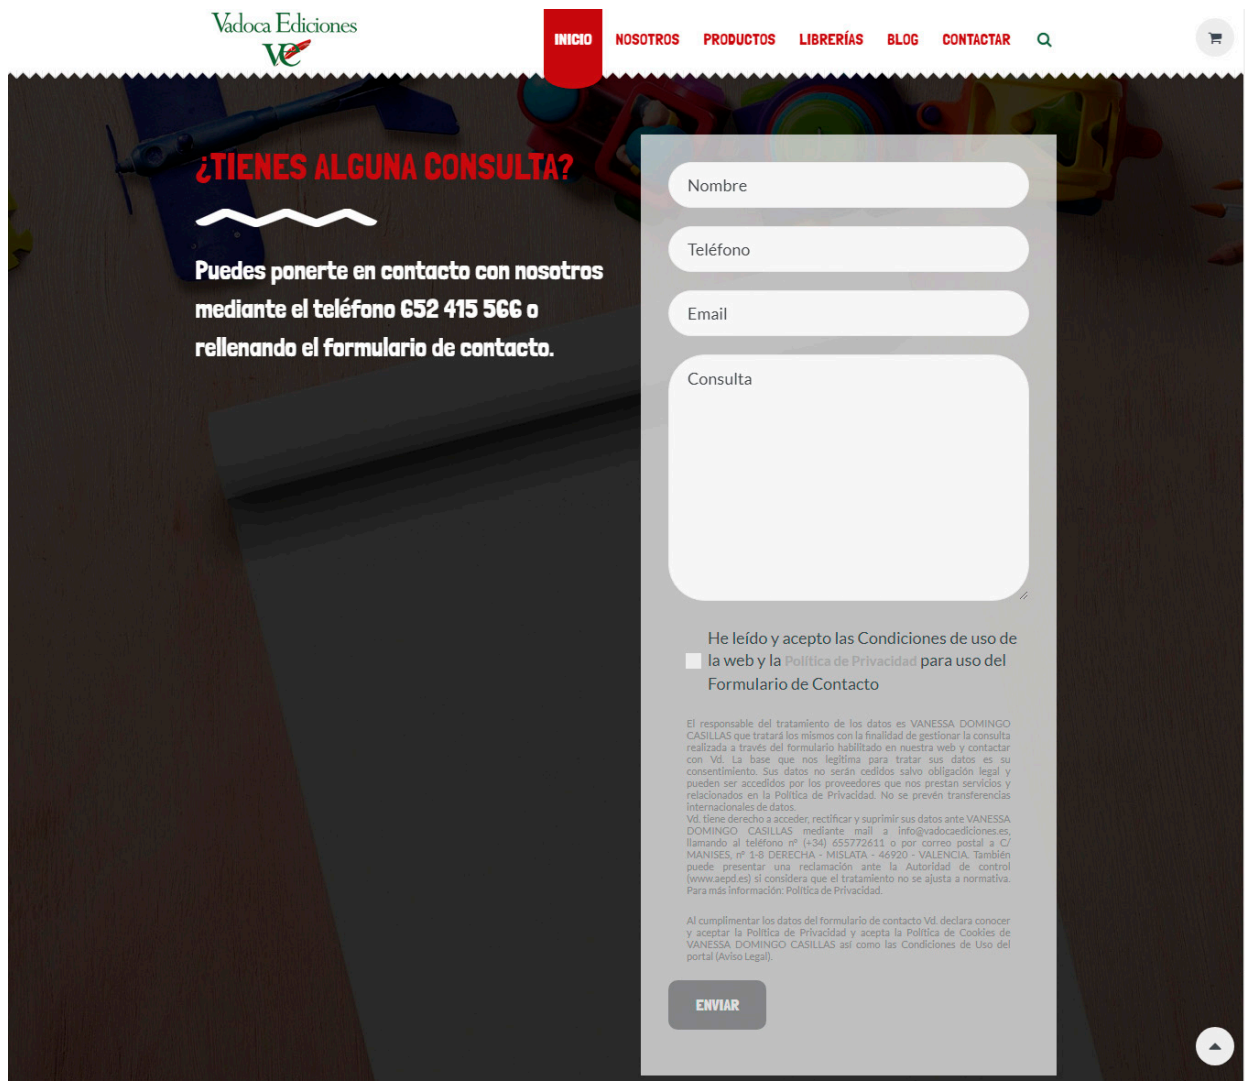 Vadoca Ediciones
VE
INICIO NOSOTROS PRODUCTOS LIBRERÍAS BLOG CONTACTAR
¿TIENES ALGUNA CONSULTA?
Puedes ponerte en contacto con nosotros
mediante el teléfono 652 415 566 o
rellenando el formulario de contacto.
Nombre
Teléfono
Email
Consulta
He leído y acepto las Condiciones de uso de
la web y la Política de Privacidad para uso del
Formulario de Contacto
El responsable del tratamiento de los datos es VANESSA DOMINGO
CASILLAS que tratará los mismos con la finalidad de gestionar la consulta
realizada a través del formulario habilitado en nuestra web y contactar
con Vd. La base que nos legitima para tratar sus datos es su
consentimiento. Sus datos no serán cedidos salvo obligación legal y
pueden ser accedidos por los proveedores que nos prestan servicios y
relacionados en la Política de Privacidad. No se prevén transferencias
internacionales de datos.
Vd. tiene derecho a acceder, rectificar y suprimir sus datos ante VANESSA
DOMINGO CASILLAS mediante mail a info@vadocaediciones.es,
llamando al teléfono nº (+34) 655772611 o por correo postal a C/
MANISES, nº 1-8 DERECHA - MISLATA - 46920 - VALENCIA. También
puede presentar una reclamación ante la Autoridad de control
(www.aepd.es) si considera que el tratamiento no se ajusta a normativa.
Para más información: Política de Privacidad.
Al cumplimentar los datos del formulario de contacto Vd. declara conocer
y aceptar la Política de Privacidad y acepta la Política de Cookies de
VANESSA DOMINGO CASILLAS así como las Condiciones de Uso del
portal (Aviso Legal).
ENVIAR